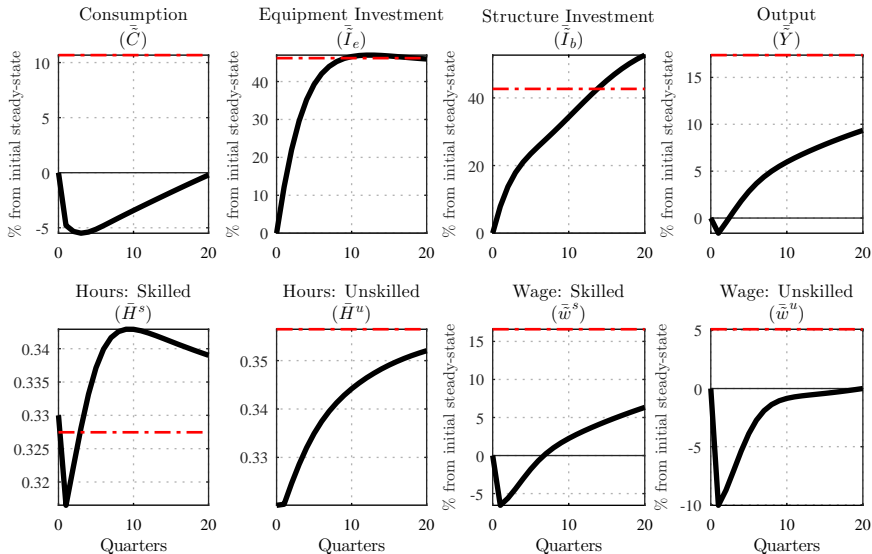 Consumption
(C̃̄)
% from initial steady-state
10
5
0
-5
0
10
20
Equipment Investment
(Ĩ̄_e)
% from initial steady-state
40
30
20
10
0
0
10
20
Structure Investment
(Ĩ̄_b)
% from initial steady-state
40
20
0
0
10
20
Output
(Ỹ̄)
% from initial steady-state
15
10
5
0
0
10
20
Hours: Skilled
(H̄^s)
0.34
0.335
0.33
0.325
0.32
0
10
20
Quarters
Hours: Unskilled
(H̄^u)
0.35
0.34
0.33
0
10
20
Quarters
Wage: Skilled
(w̃̄^s)
% from initial steady-state
15
10
5
0
-5
0
10
20
Quarters
Wage: Unskilled
(w̃̄^u)
% from initial steady-state
5
0
-5
-10
0
10
20
Quarters